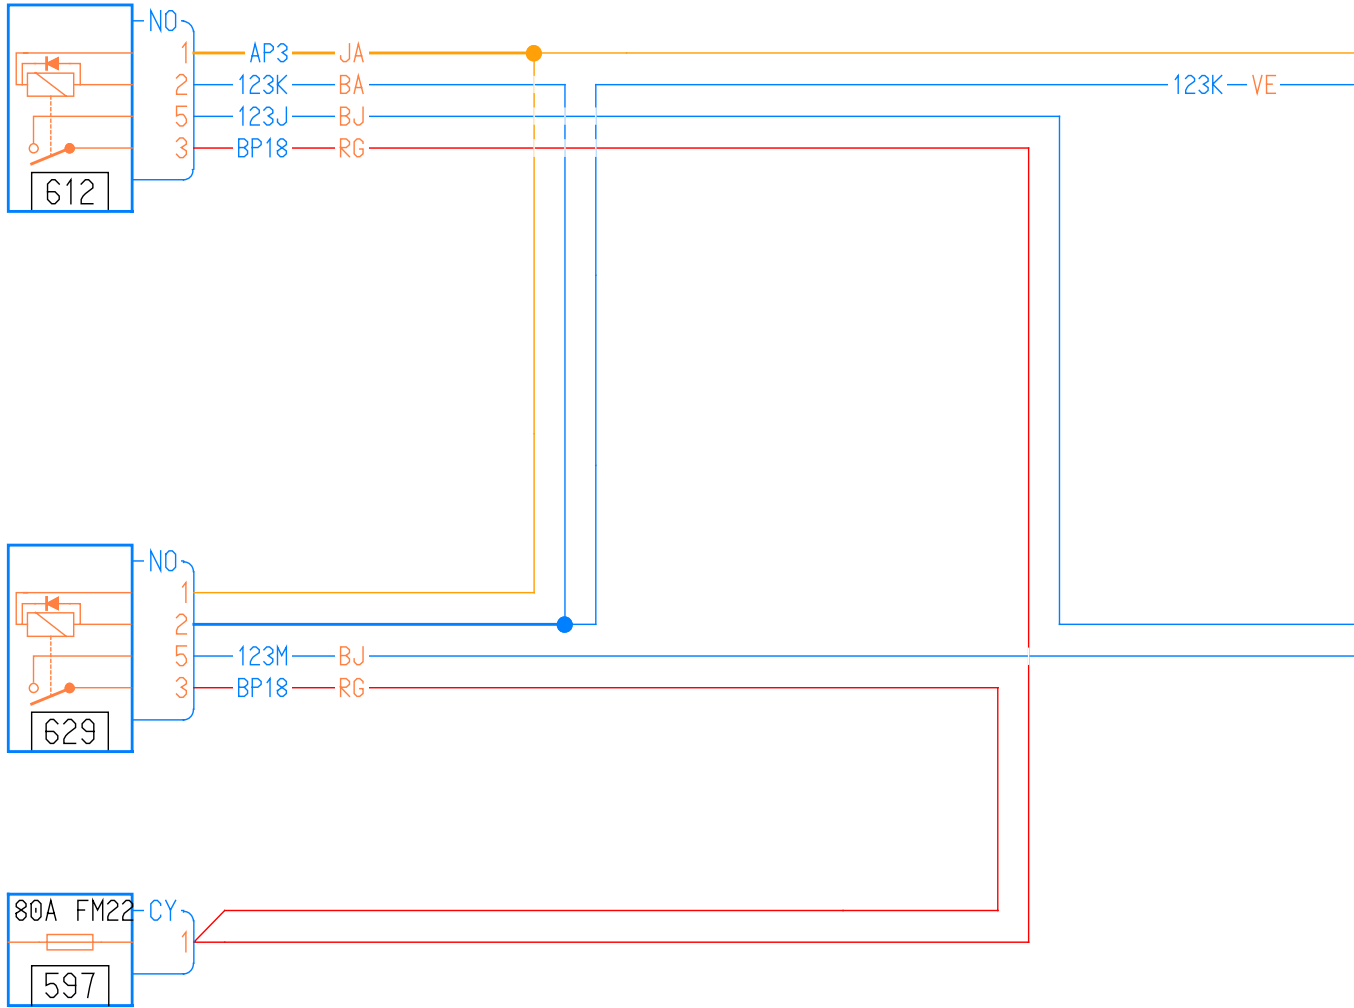 NO
1 AP3 JA
2 123K BA 123K VE
5 123J BJ
3 BP18 RG
612
NO
1
2
5 123M BJ
3 BP18 RG
629
80A FM22 CY
1
597